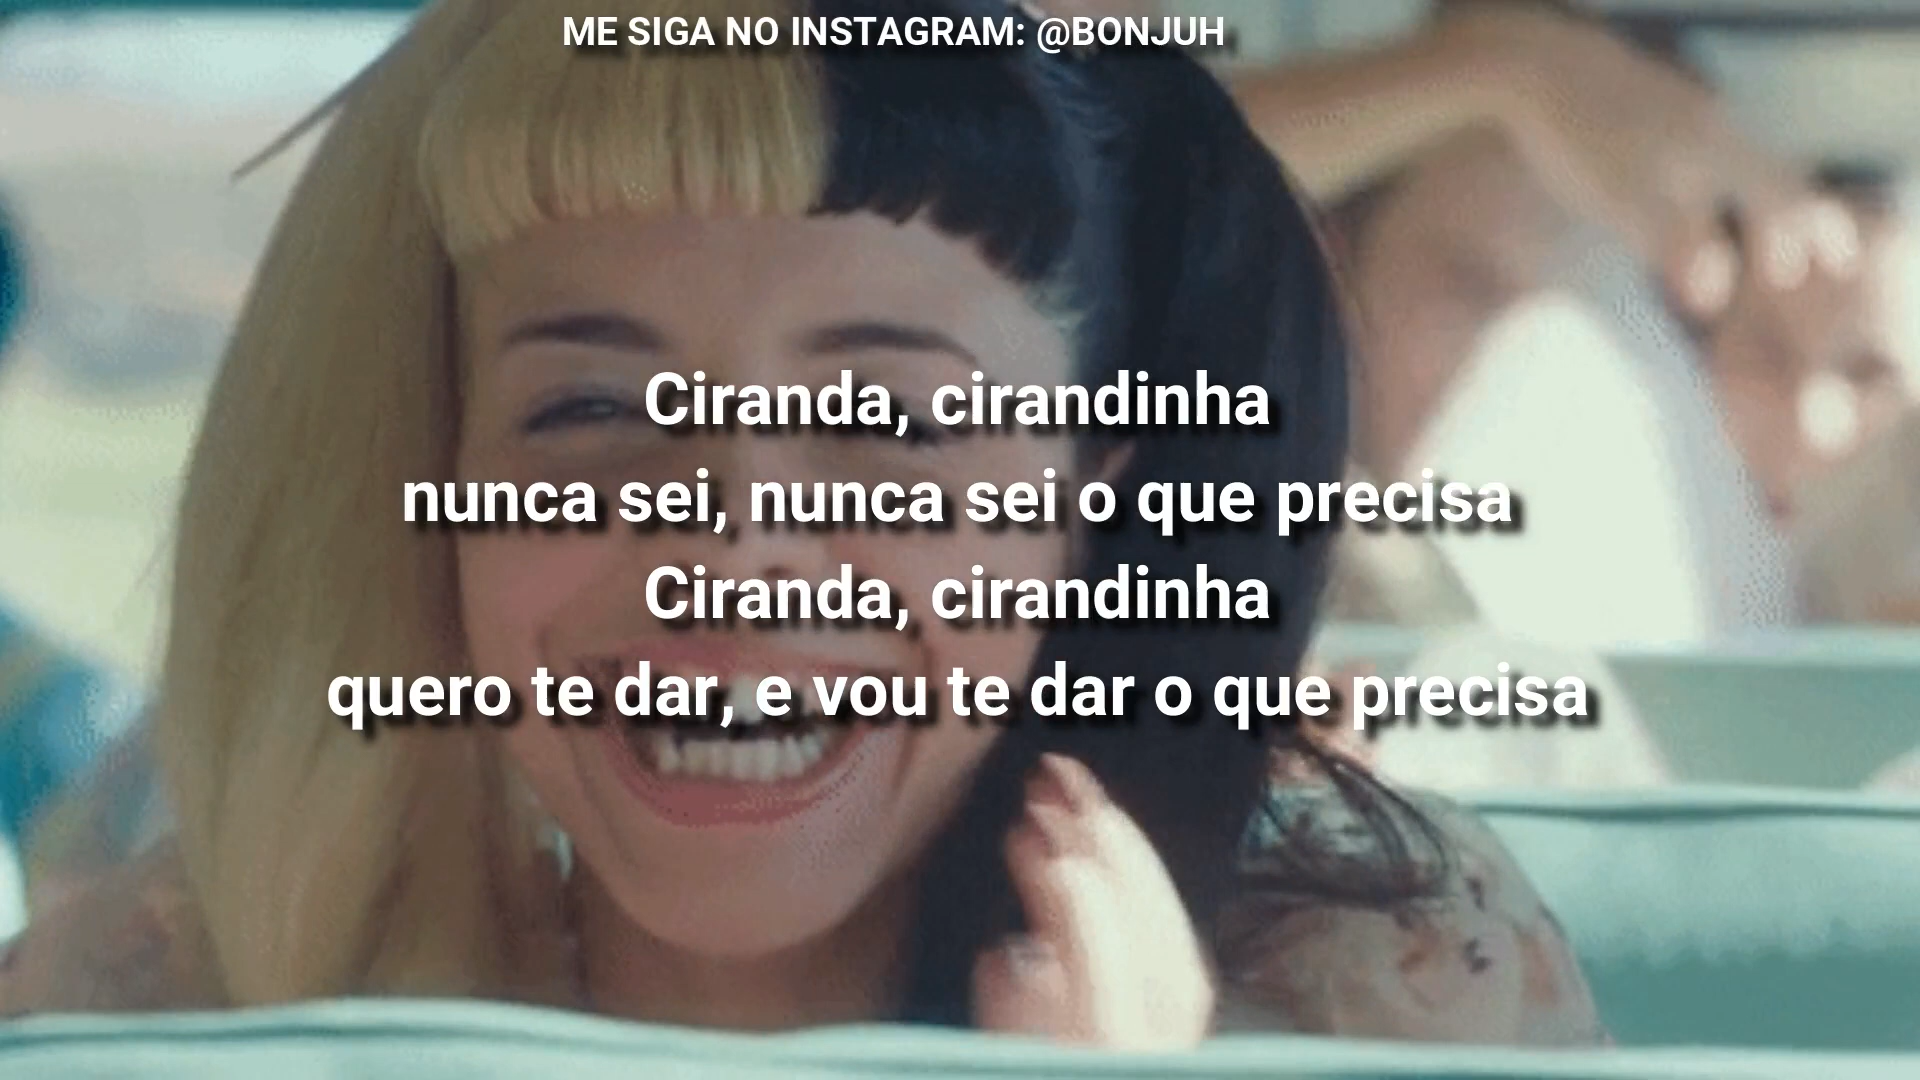 ME SIGA NO INSTAGRAM: @BONJUH
Ciranda, cirandinha
nunca sei, nunca sei o que precisa
Ciranda, cirandinha
quero te dar, e vou te dar o que precisa